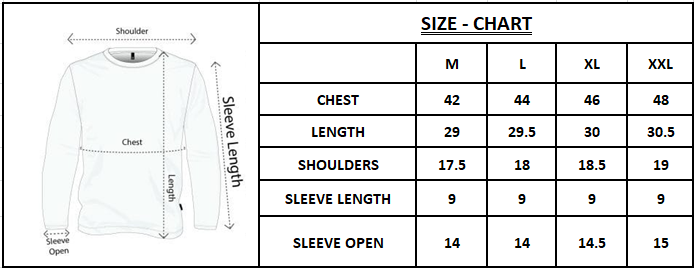 Shoulder
Sleeve Length
Chest
Length
Sleeve
Open
SIZE - CHART
M L XL XXL
CHEST 42 44 46 48
LENGTH 29 29.5 30 30.5
SHOULDERS 17.5 18 18.5 19
SLEEVE LENGTH 9 9 9 9
SLEEVE OPEN 14 14 14.5 15